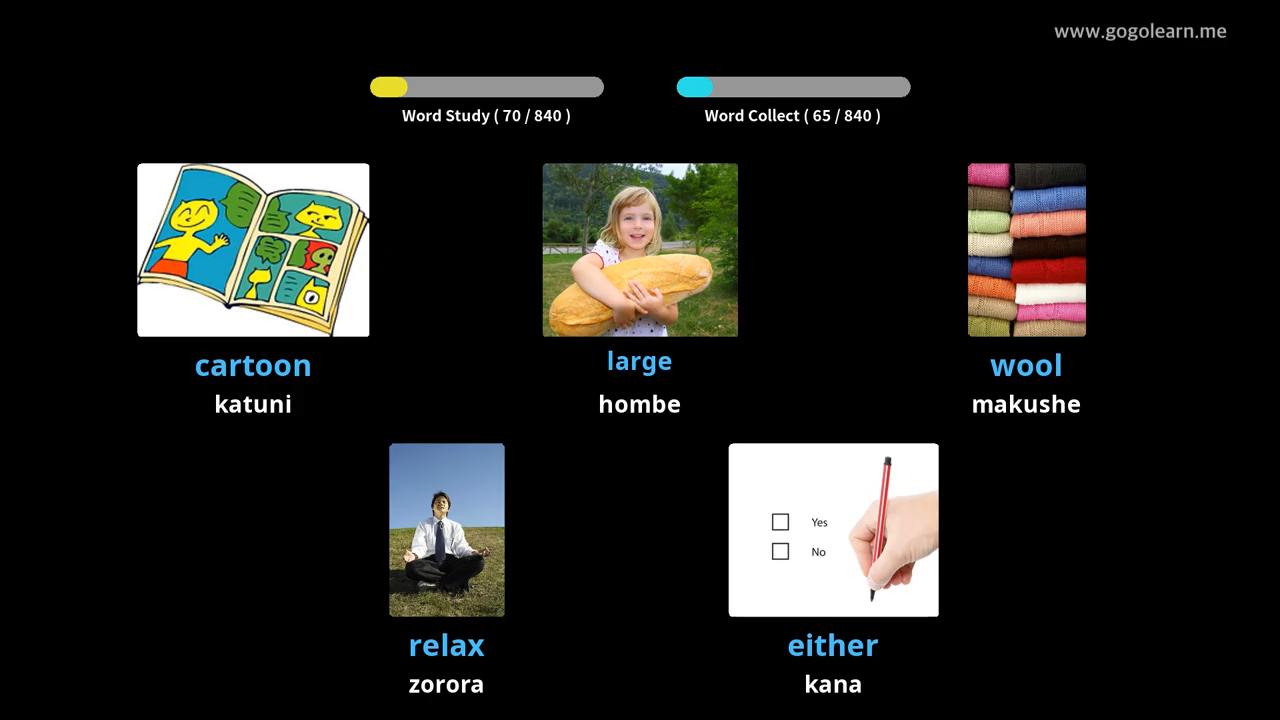 www.gogolearn.me
Word Study ( 70 / 840 )
Word Collect ( 65 / 840 )
cartoon
katuni
large
hombe
wool
makushe
Yes
No
relax
zorora
either
kana